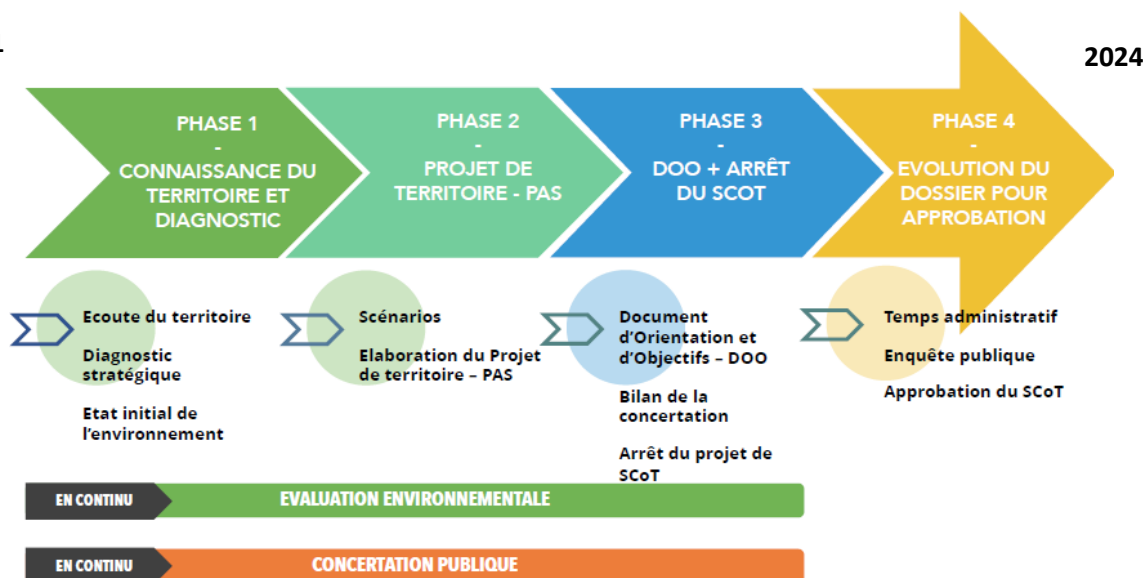 2024
PHASE 1
-
CONNAISSANCE DU
TERRITOIRE ET
DIAGNOSTIC
PHASE 2
-
PROJET DE
TERRITOIRE - PAS
PHASE 3
-
DOO + ARRÊT
DU SCOT
PHASE 4
-
EVOLUTION DU
DOSSIER POUR
APPROBATION
Ecoute du territoire
Diagnostic
stratégique
Etat initial de
l'environnement
Scénarios
Elaboration du Projet
de territoire – PAS
Document
d'Orientation et
d'Objectifs – DOO
Bilan de la
concertation
Arrêt du projet de
SCoT
Temps administratif
Enquête publique
Approbation du SCoT
EN CONTINU
EVALUATION ENVIRONNEMENTALE
EN CONTINU
CONCERTATION PUBLIQUE